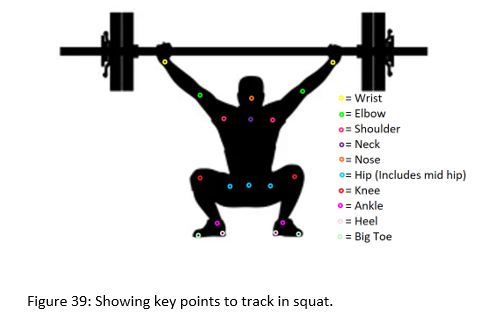 = Wrist
= Elbow
= Shoulder
= Neck
= Nose
= Hip (Includes mid hip)
= Knee
= Ankle
= Heel
= Big Toe
Figure 39: Showing key points to track in squat.